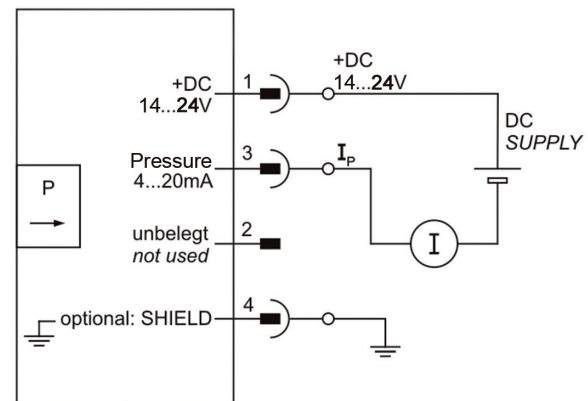 +DC
14...24V
1
+DC
14...24V
DC
SUPPLY
Pressure
4...20mA
3
I_P
P
unbelegt
not used
2
I
optional: SHIELD
4